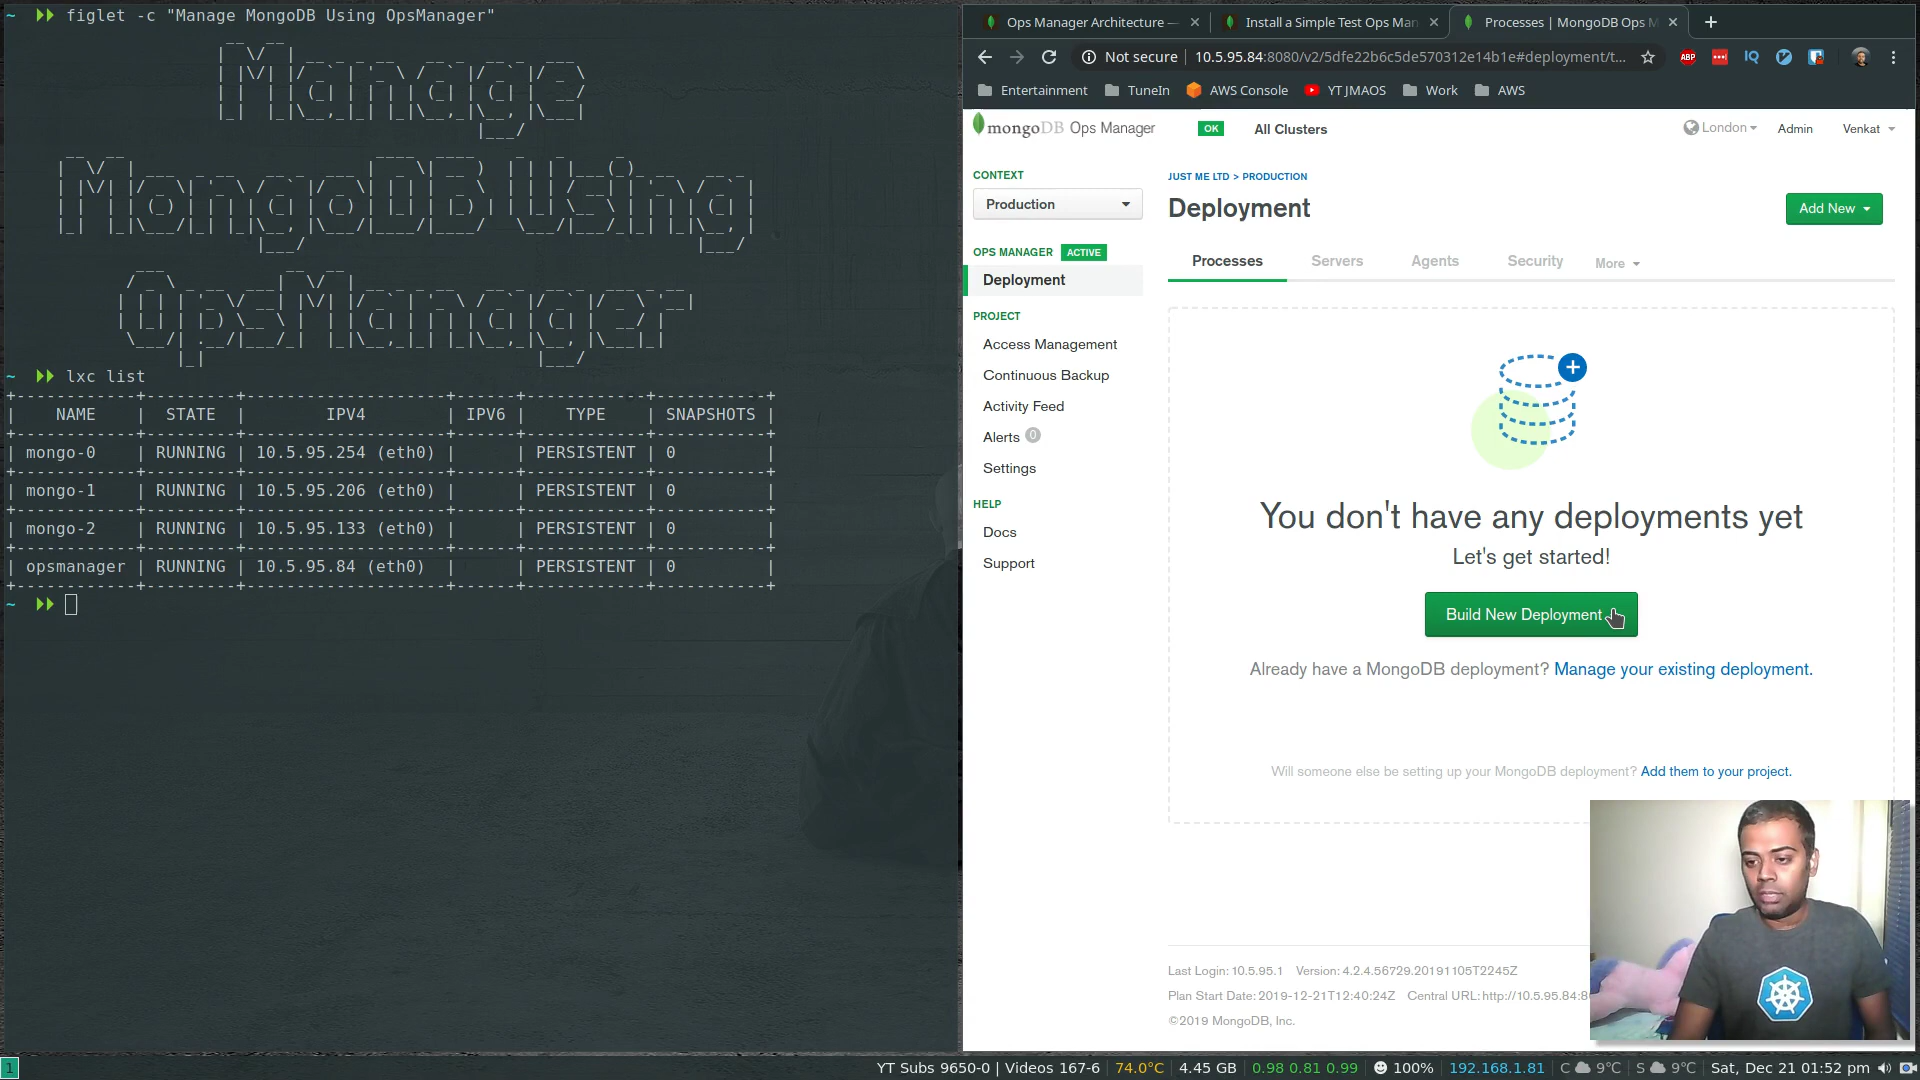 ~ figlet -c "Manage MongoDB Using OpsManager"
Manage
MongoDB Using
OpsManager
~ lxc list
| NAME | STATE | IPV4 | IPV6 | TYPE | SNAPSHOTS |
| mongo-0 | RUNNING | 10.5.95.254 (eth0) | | PERSISTENT | 0 |
| mongo-1 | RUNNING | 10.5.95.206 (eth0) | | PERSISTENT | 0 |
| mongo-2 | RUNNING | 10.5.95.133 (eth0) | | PERSISTENT | 0 |
| opsmanager | RUNNING | 10.5.95.84 (eth0) | | PERSISTENT | 0 |
~
Ops Manager Architecture —
Install a Simple Test Ops Man
Processes | MongoDB Ops M
Not secure | 10.5.95.84:8080/v2/5dfe22b6c5de570312e14b1e#deployment/t...
ABP
IQ
Entertainment TuneIn AWS Console YT JMAOS Work AWS
mongoDB Ops Manager OK All Clusters London Admin Venkat
CONTEXT
Production
OPS MANAGER ACTIVE
Deployment
PROJECT
Access Management
Continuous Backup
Activity Feed
Alerts 0
Settings
HELP
Docs
Support
JUST ME LTD > PRODUCTION
Deployment
Add New
Processes Servers Agents Security More
You don't have any deployments yet
Let's get started!
Build New Deployment
Already have a MongoDB deployment? Manage your existing deployment.
Will someone else be setting up your MongoDB deployment? Add them to your project.
Last Login: 10.5.95.1 Version: 4.2.4.56729.20191105T2245Z
Plan Start Date: 2019-12-21T12:40:24Z Central URL: http://10.5.95.84:8
©2019 MongoDB, Inc.
1
YT Subs 9650-0 | Videos 167-6 | 74.0°C | 4.45 GB | 0.98 0.81 0.99 | 100% | 192.168.1.81 | C 9°C | S 9°C | Sat, Dec 21 01:52 pm